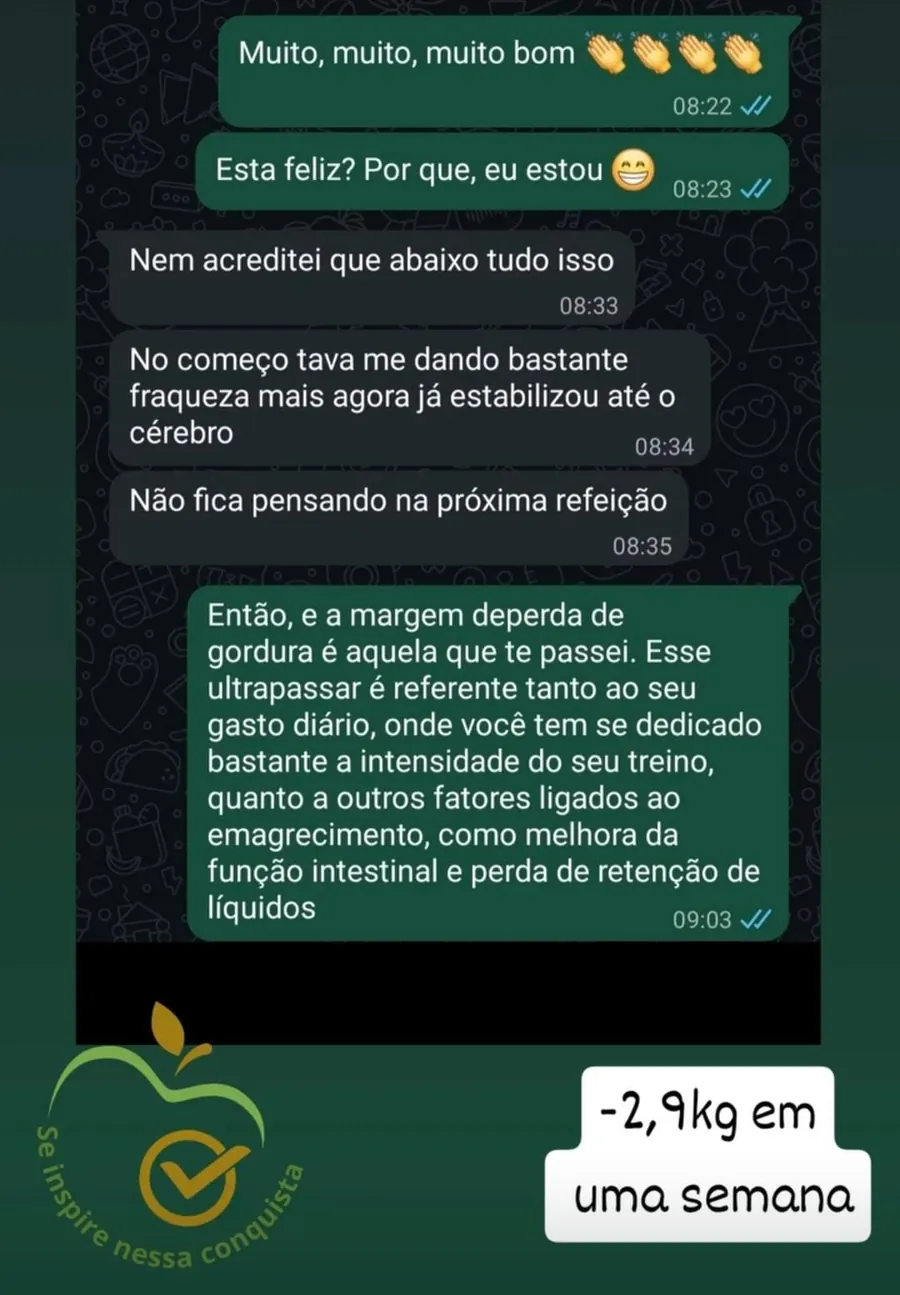 Muito, muito, muito bom 👏👏👏👏
08:22
Esta feliz? Por que, eu estou 😁
08:23
Nem acreditei que abaixo tudo isso
08:33
No começo tava me dando bastante
fraqueza mais agora já estabilizou até o
cérebro
08:34
Não fica pensando na próxima refeição
08:35
Então, e a margem deperda de
gordura é aquela que te passei. Esse
ultrapassar é referente tanto ao seu
gasto diário, onde você tem se dedicado
bastante a intensidade do seu treino,
quanto a outros fatores ligados ao
emagrecimento, como melhora da
função intestinal e perda de retenção de
líquidos
09:03
Se inspire nessa conquista
-2,9kg em
uma semana